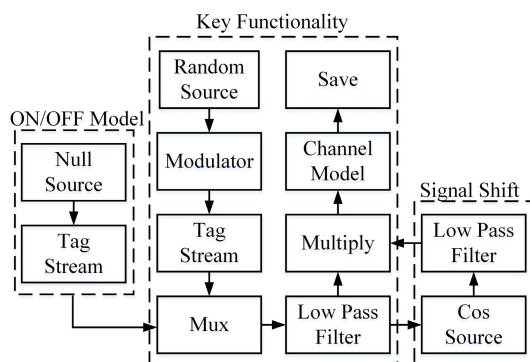 Key Functionality
Random
Source
Save
ON/OFF Model
Null
Source
Modulator
Channel
Model
Signal Shift
Tag
Stream
Tag
Stream
Multiply
Low Pass
Filter
Mux
Low Pass
Filter
Cos
Source